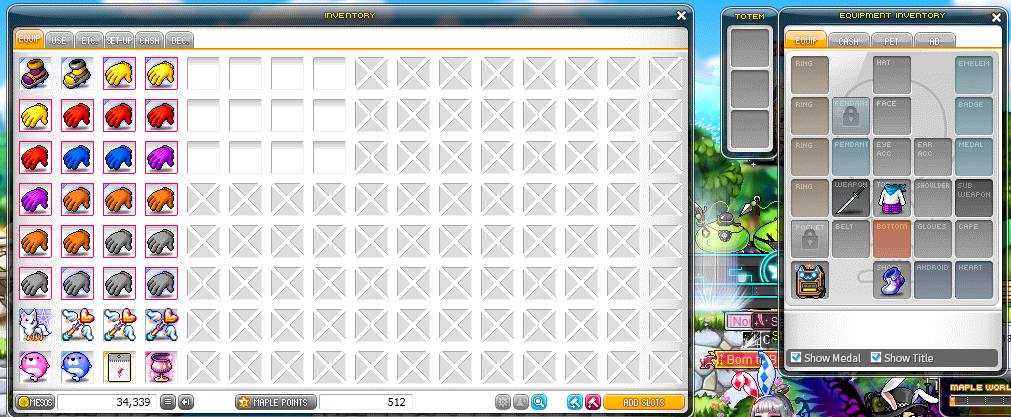 INVENTORY
EQUIP USE ETC. SET-UP CASH DEC.
MESOS 34,339
MAPLE POINTS 512
ADD SLOTS
TOTEM
EQUIPMENT INVENTORY
EQUIP CASH PET AD
RING HAT EMBLEM
RING PENDANT FACE BADGE
RING PENDANT EYE ACC EAR ACC MEDAL
RING WEAPON SHOULDER SUB WEAPON
POCKET BELT BOTTOM GLOVES CAPE
ANDROID HEART
Show Medal Show Title
Born to
MAPLE WORL